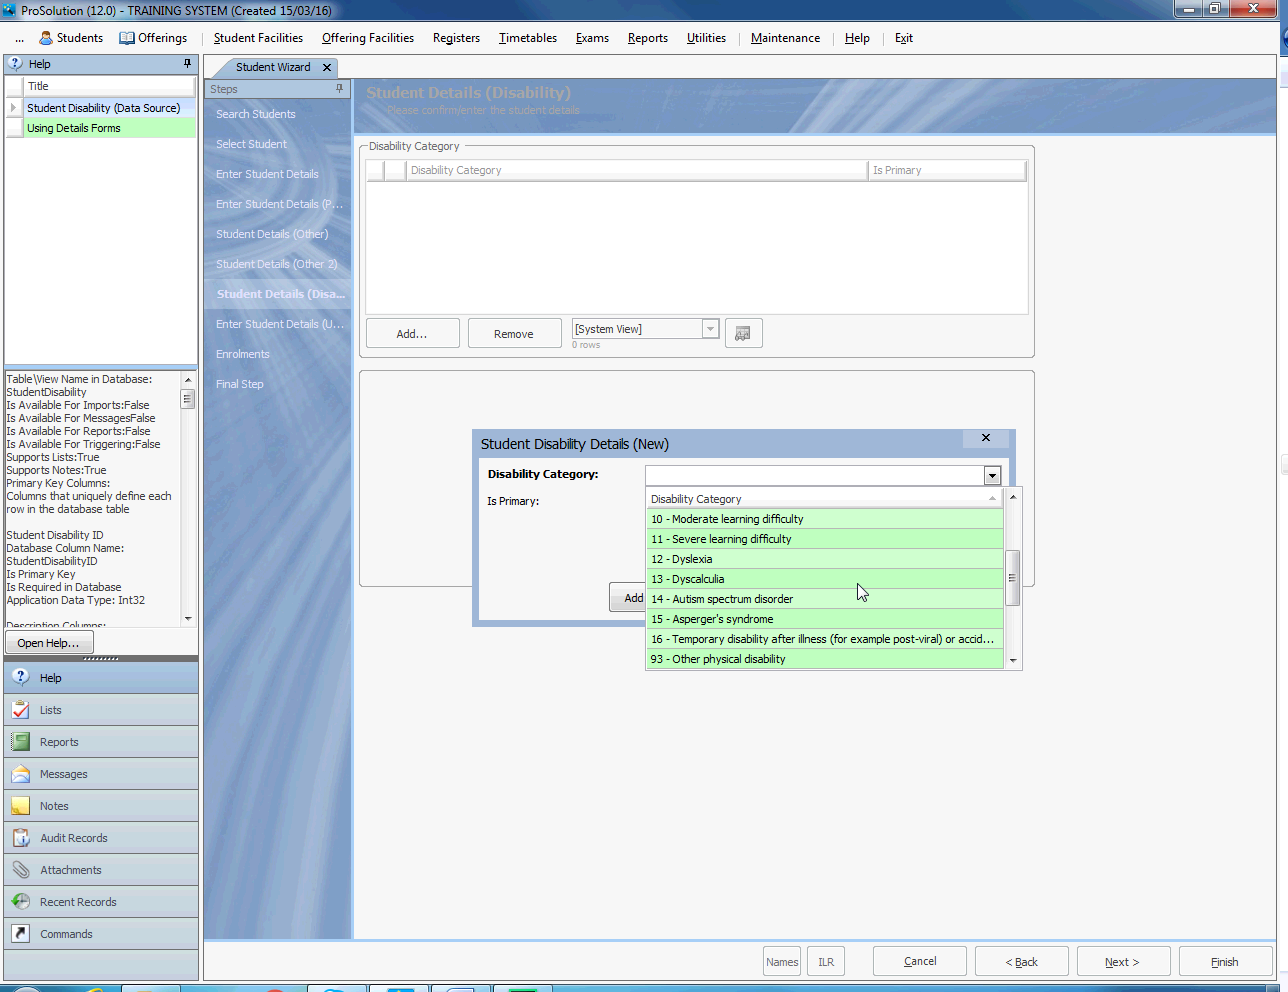 ProSolution (12.0) - TRAINING SYSTEM (Created 15/03/16)
... Students Offerings Student Facilities Offering Facilities Registers Timetables Exams Reports Utilities Maintenance Help Exit
Help
Title
Student Disability (Data Source)
Using Details Forms
Table\View Name in Database:
StudentDisability
Is Available For Imports:False
Is Available For MessagesFalse
Is Available For Reports:False
Is Available For Triggering:False
Supports Lists:True
Supports Notes:True
Primary Key Columns:
Columns that uniquely define each
row in the database table
Student Disability ID
Database Column Name:
StudentDisabilityID
Is Primary Key
Is Required in Database
Application Data Type: Int32
Description Columns:
Open Help...
Help
Lists
Reports
Messages
Notes
Audit Records
Attachments
Recent Records
Commands
Student Wizard
Steps
Search Students
Select Student
Enter Student Details
Enter Student Details (P...
Student Details (Other)
Student Details (Other 2)
Student Details (Disa...
Enter Student Details (U...
Enrolments
Final Step
Student Details (Disability)
Please confirm/enter the student details
Disability Category
Disability Category Is Primary
Add... Remove [System View]
0 rows
Student Disability Details (New)
Disability Category:
Is Primary:
Add
Disability Category
10 - Moderate learning difficulty
11 - Severe learning difficulty
12 - Dyslexia
13 - Dyscalculia
14 - Autism spectrum disorder
15 - Asperger's syndrome
16 - Temporary disability after illness (for example post-viral) or accid...
93 - Other physical disability
Names ILR Cancel < Back Next > Finish